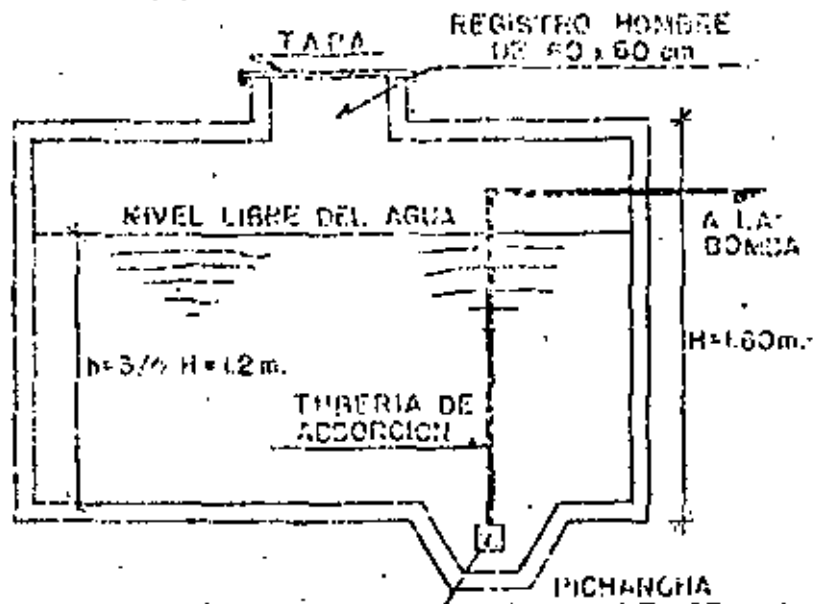 TAPA
REGISTRO HOMBRE
DE 60 x 60 cm
NIVEL LIBRE DEL AGUA
A LA
BOMBA
h=3/4 H=1.2 m.
H=1.60m.
TUBERIA DE
ABSORCION
PICHANCHA